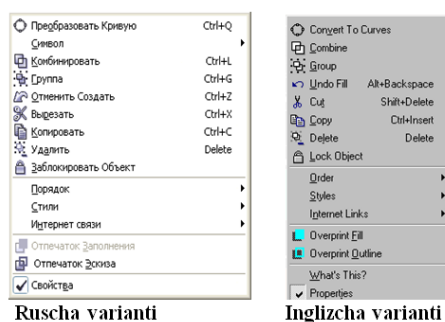 Преобразовать Кривую Ctrl+Q
Символ
Комбинировать Ctrl+L
Группа Ctrl+G
Отменить Создать Ctrl+Z
Вырезать Ctrl+X
Копировать Ctrl+C
Удалить Delete
Заблокировать Объект
Порядок
Стили
Интернет связи
Отпечаток Заполнения
Отпечаток Эскиза
Свойства
Ruscha varianti
Convert To Curves
Combine
Group
Undo Fill Alt+Backspace
Cut Shift+Delete
Copy Ctrl+Insert
Delete Delete
Lock Object
Order
Styles
Internet Links
Overprint Fill
Overprint Outline
What's This?
Properties
Inglizcha varianti